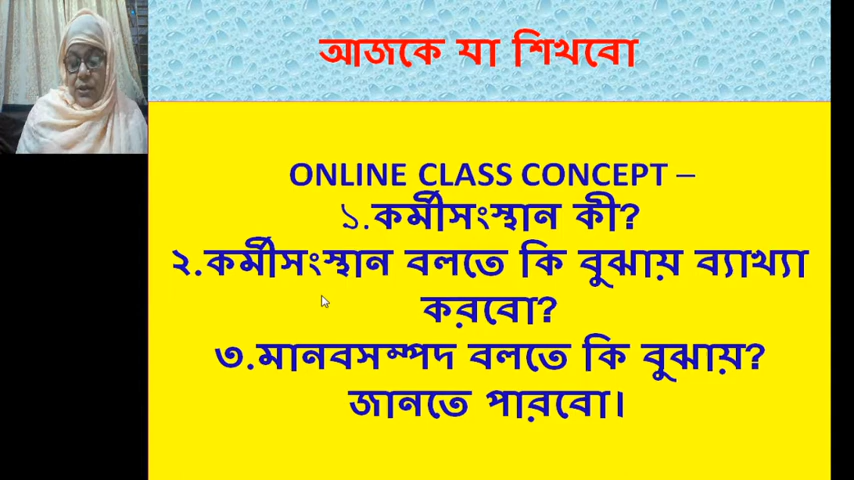 আজকে যা শিখবো
ONLINE CLASS CONCEPT –
১.কর্মীসংস্থান কী?
২.কর্মীসংস্থান বলতে কি বুঝায় ব্যাখ্যা
করবো?
৩.মানবসম্পদ বলতে কি বুঝায়?
জানতে পারবো।